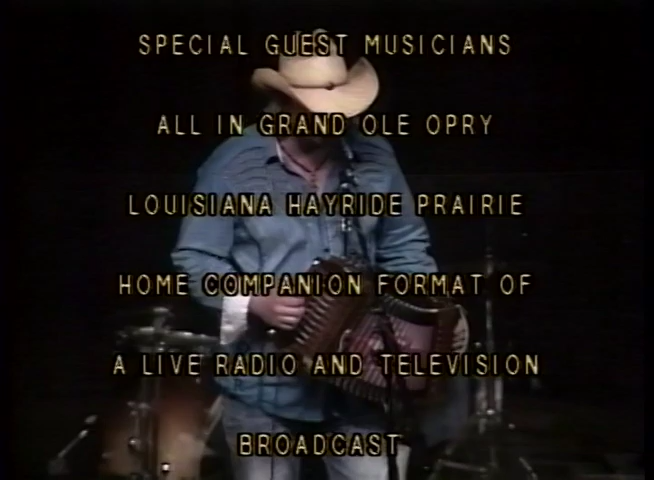 SPECIAL GUEST MUSICIANS
ALL IN GRAND OLE OPRY
LOUISIANA HAYRIDE PRAIRIE
HOME COMPANION FORMAT OF
A LIVE RADIO AND TELEVISION
BROADCAST